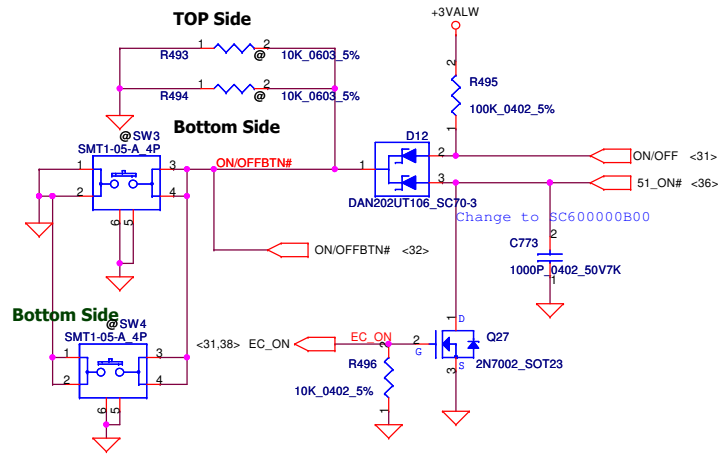 TOP Side
+3VALW
1 2
R493 @ 10K_0603_5%
1 2
R494 @ 10K_0603_5%
2
R495
100K_0402_5%
1
Bottom Side
@ SW3
SMT1-05-A_4P
1 3
2 4
6 5
ON/OFFBTN#
D12
1 2
3
DAN202UT106_SC70-3
ON/OFF <31>
51_ON# <36>
Change to SC600000B00
2
C773
1000P_0402_50V7K
1
ON/OFFBTN# <32>
Bottom Side
@ SW4
SMT1-05-A_4P
1 3
2 4
6 5
<31,38> EC_ON
EC_ON
2
R496
10K_0402_5%
1
1 D
2 G
3 S
Q27
2N7002_SOT23